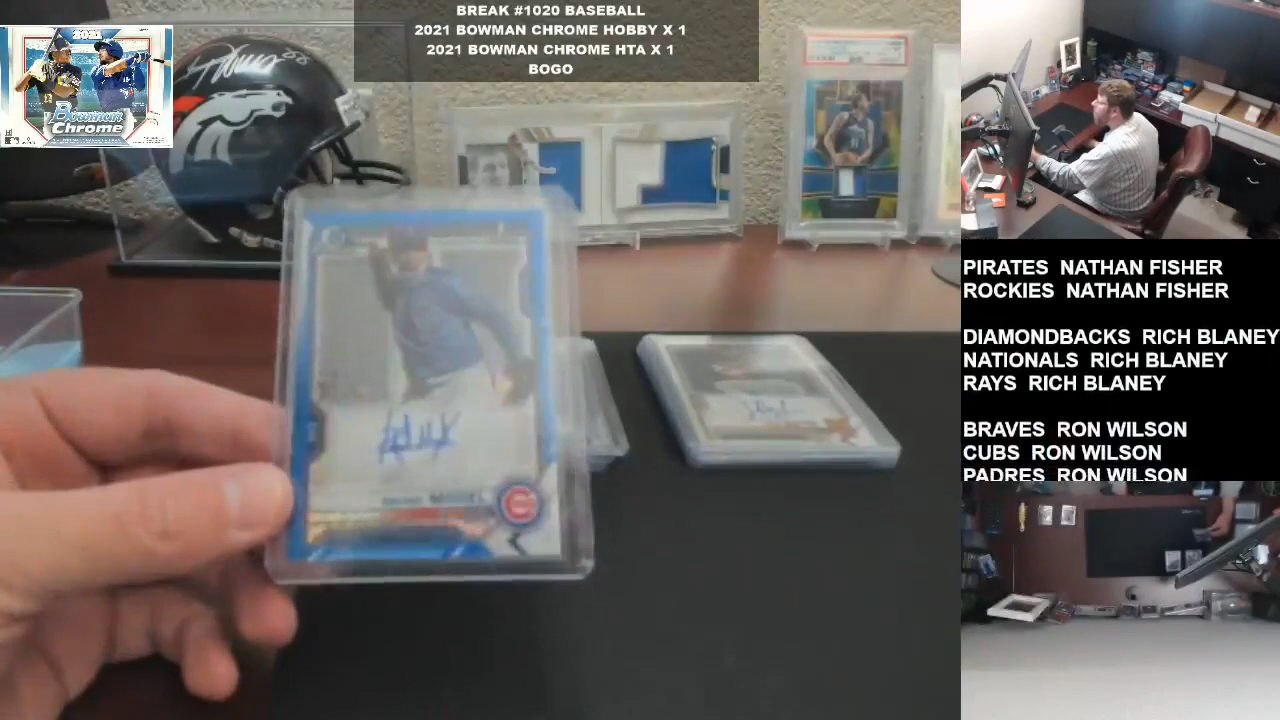 BREAK #1020 BASEBALL
2021 BOWMAN CHROME HOBBY X 1
2021 BOWMAN CHROME HTA X 1
BOGO
2021
Bowman
Chrome
PIRATES NATHAN FISHER
ROCKIES NATHAN FISHER
DIAMONDBACKS RICH BLANEY
NATIONALS RICH BLANEY
RAYS RICH BLANEY
BRAVES RON WILSON
CUBS RON WILSON
PADRES RON WILSON